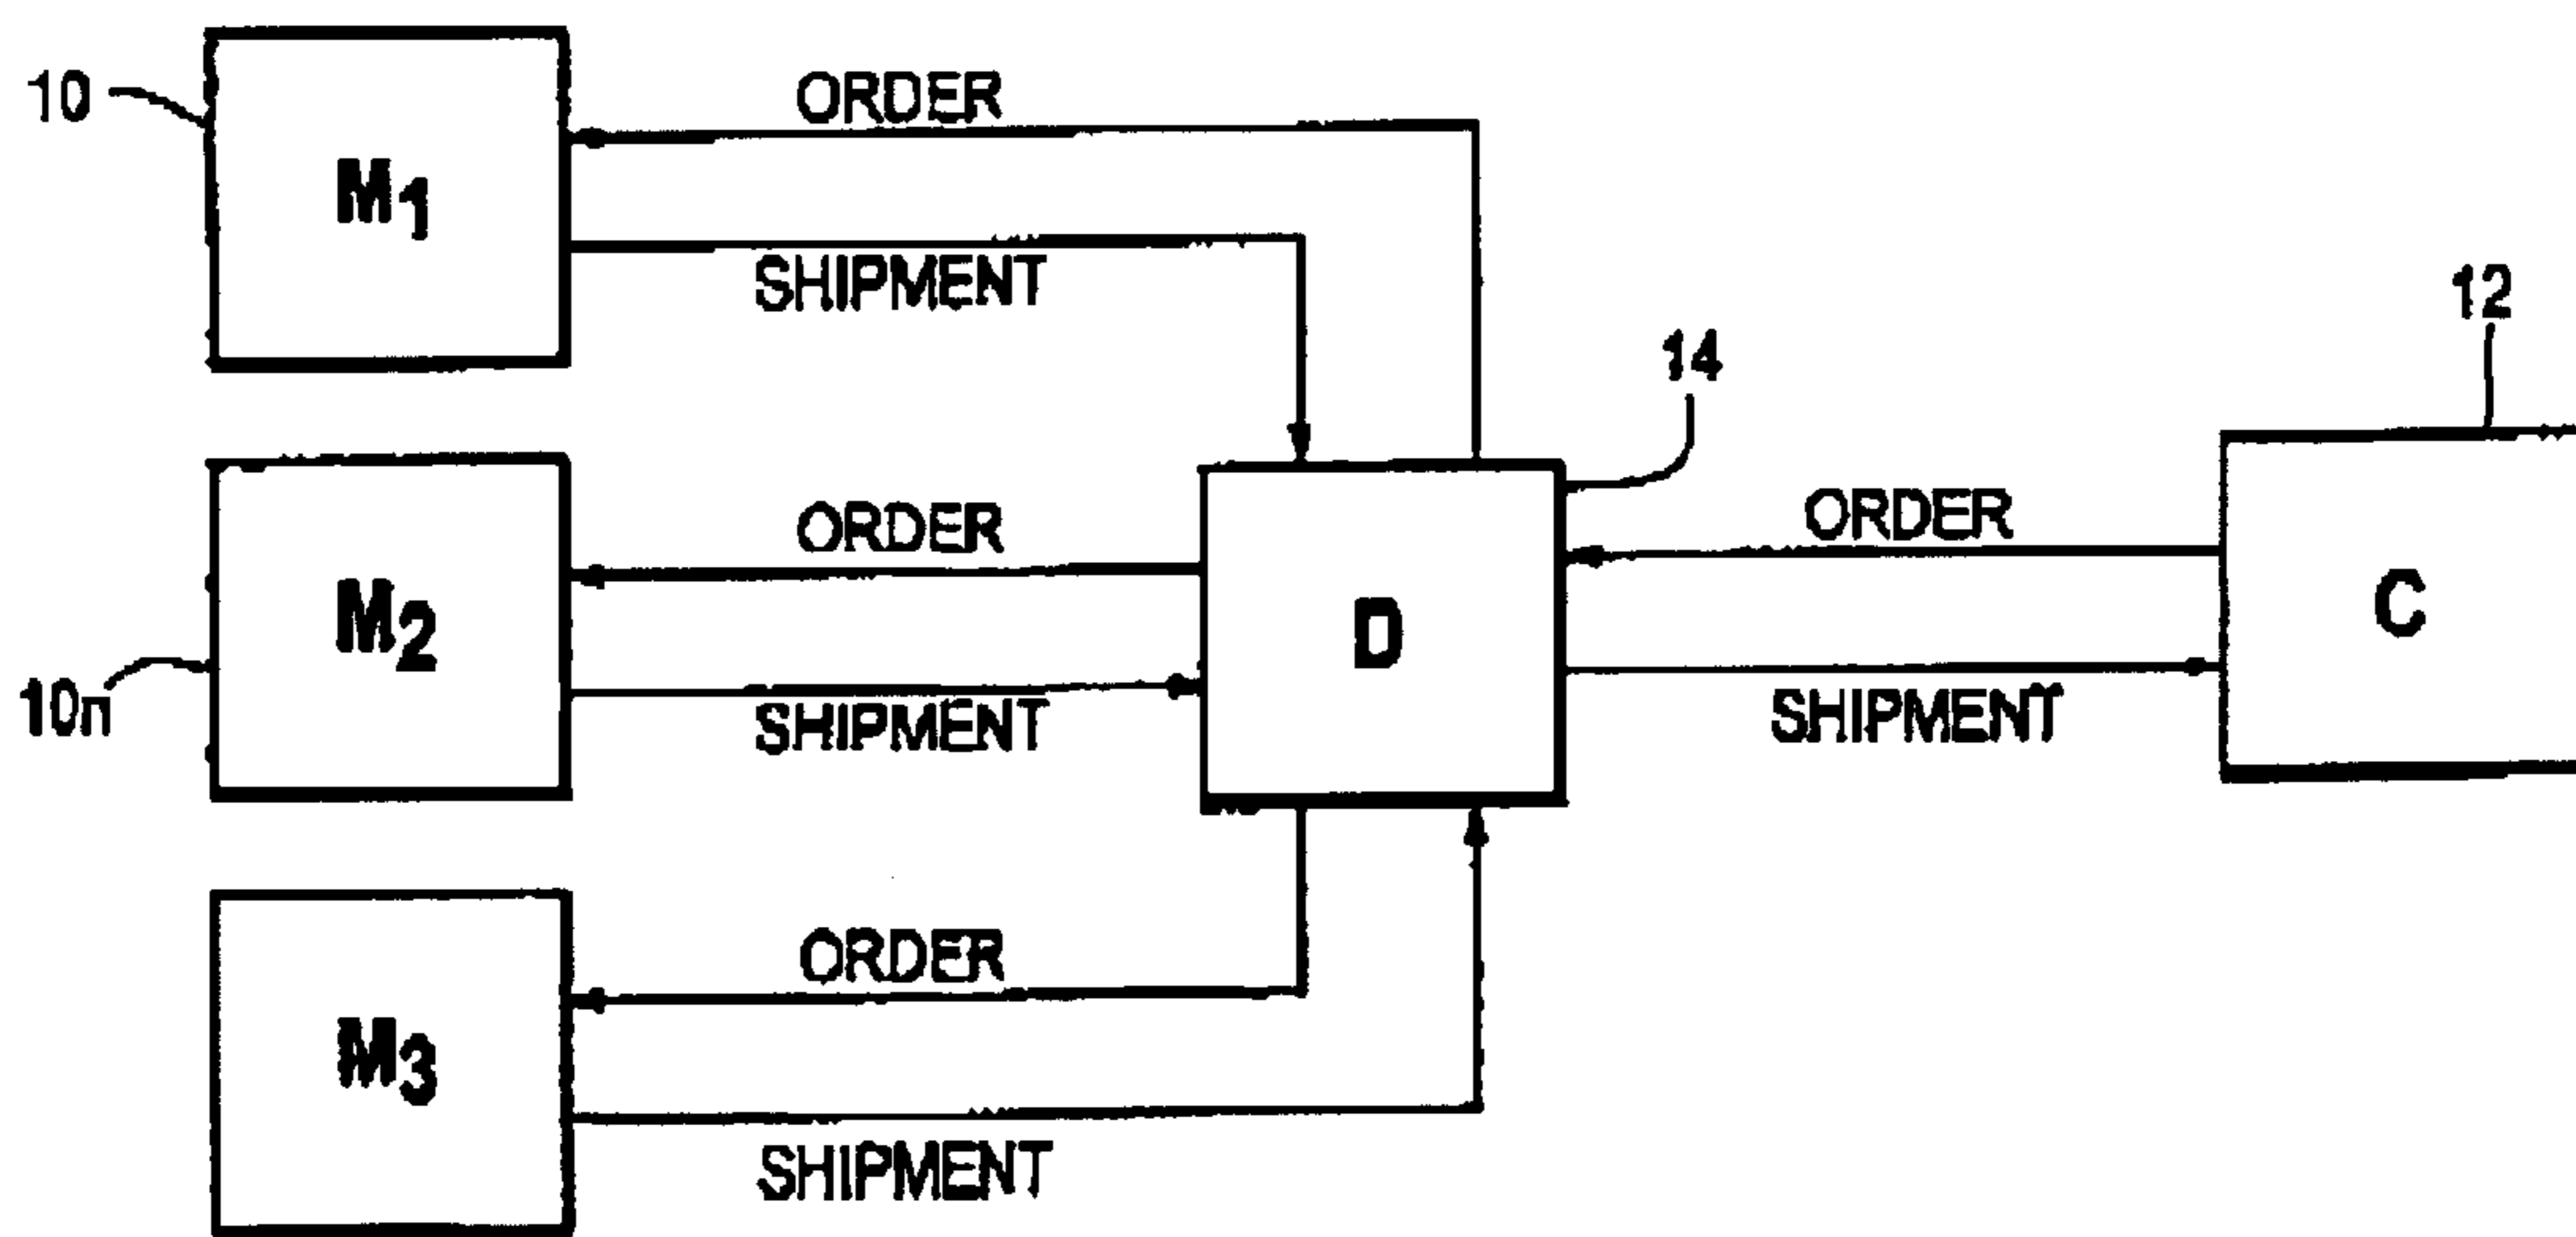 10
ORDER
M1
SHIPMENT
12
14
ORDER
ORDER
M2
D
C
10n
SHIPMENT
SHIPMENT
ORDER
M3
SHIPMENT